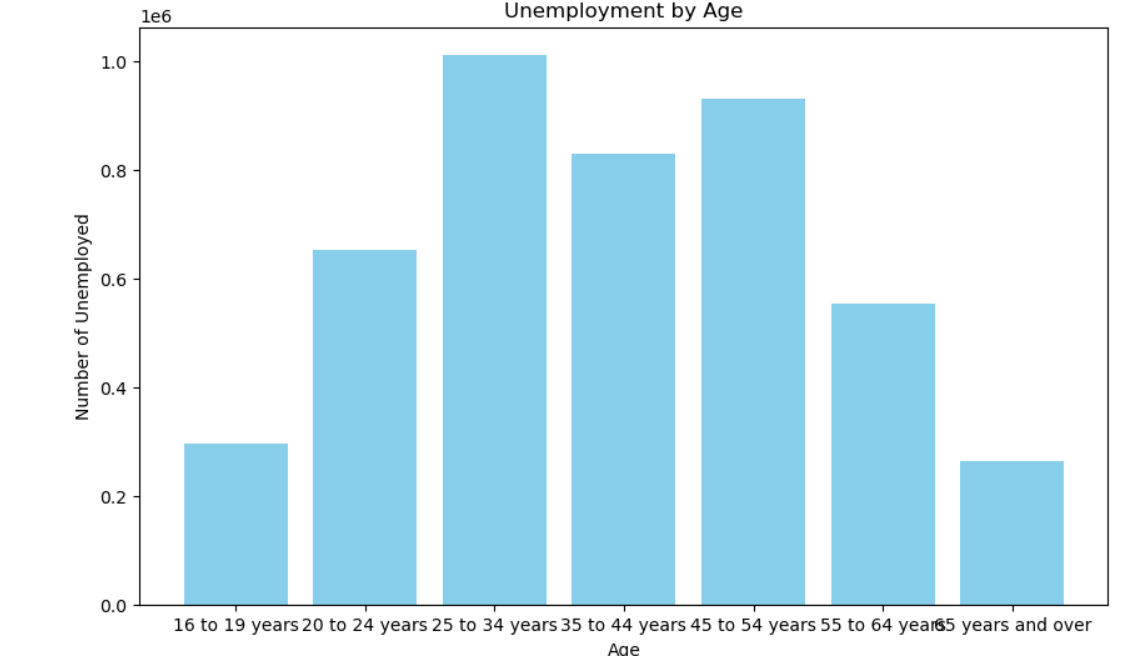 Unemployment by Age
1e6
1.0
0.8
0.6
0.4
0.2
0.0
Number of Unemployed
16 to 19 years 20 to 24 years 25 to 34 years 35 to 44 years 45 to 54 years 55 to 64 years 65 years and over
Age